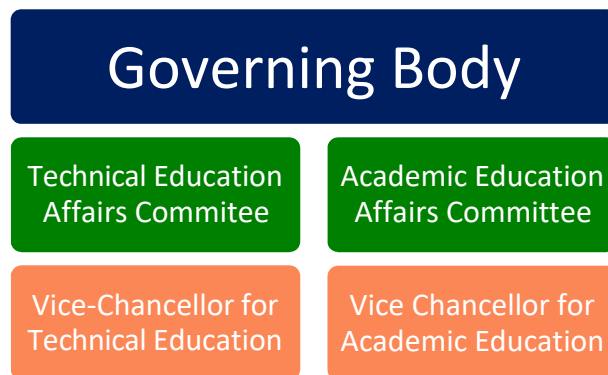 Governing Body
Technical Education
Affairs Commitee
Academic Education
Affairs Committee
Vice-Chancellor for
Technical Education
Vice Chancellor for
Academic Education